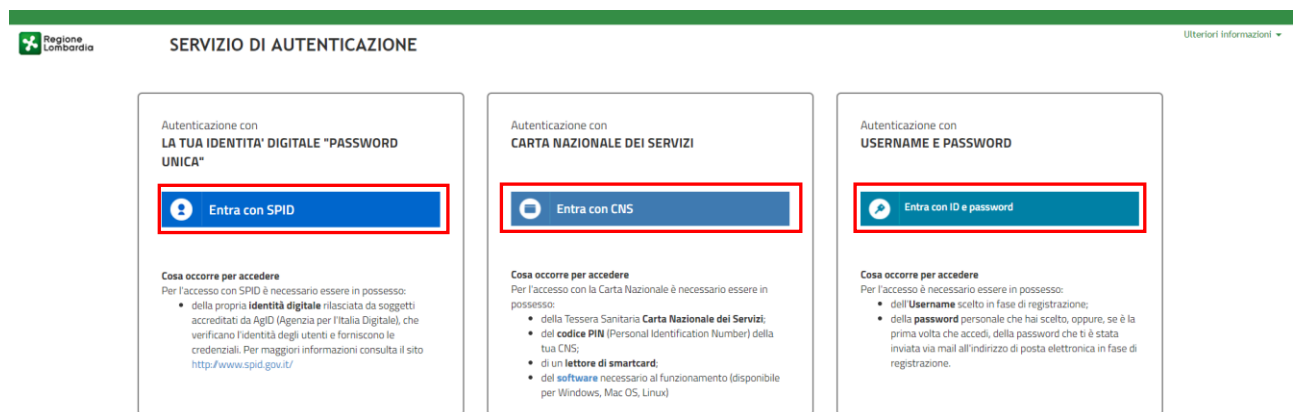 Regione
Lombardia
SERVIZIO DI AUTENTICAZIONE
Ulteriori informazioni
Autenticazione con
LA TUA IDENTITA' DIGITALE "PASSWORD
UNICA"
Entra con SPID
Cosa occorre per accedere
Per l'accesso con SPID è necessario essere in possesso:
della propria identità digitale rilasciata da soggetti
accreditati da AgID (Agenzia per l'Italia Digitale), che
verificano l'identità degli utenti e forniscono le
credenziali. Per maggiori informazioni consulta il sito
http://www.spid.gov.it/
Autenticazione con
CARTA NAZIONALE DEI SERVIZI
Entra con CNS
Cosa occorre per accedere
Per l'accesso con la Carta Nazionale è necessario essere in
possesso:
della Tessera Sanitaria Carta Nazionale dei Servizi;
del codice PIN (Personal Identification Number) della
tua CNS;
di un lettore di smartcard;
del software necessario al funzionamento (disponibile
per Windows, Mac OS, Linux)
Autenticazione con
USERNAME E PASSWORD
Entra con ID e password
Cosa occorre per accedere
Per l'accesso è necessario essere in possesso:
dell'Username scelto in fase di registrazione;
della password personale che hai scelto, oppure, se è la
prima volta che accedi, della password che ti è stata
inviata via mail all'indirizzo di posta elettronica in fase di
registrazione.